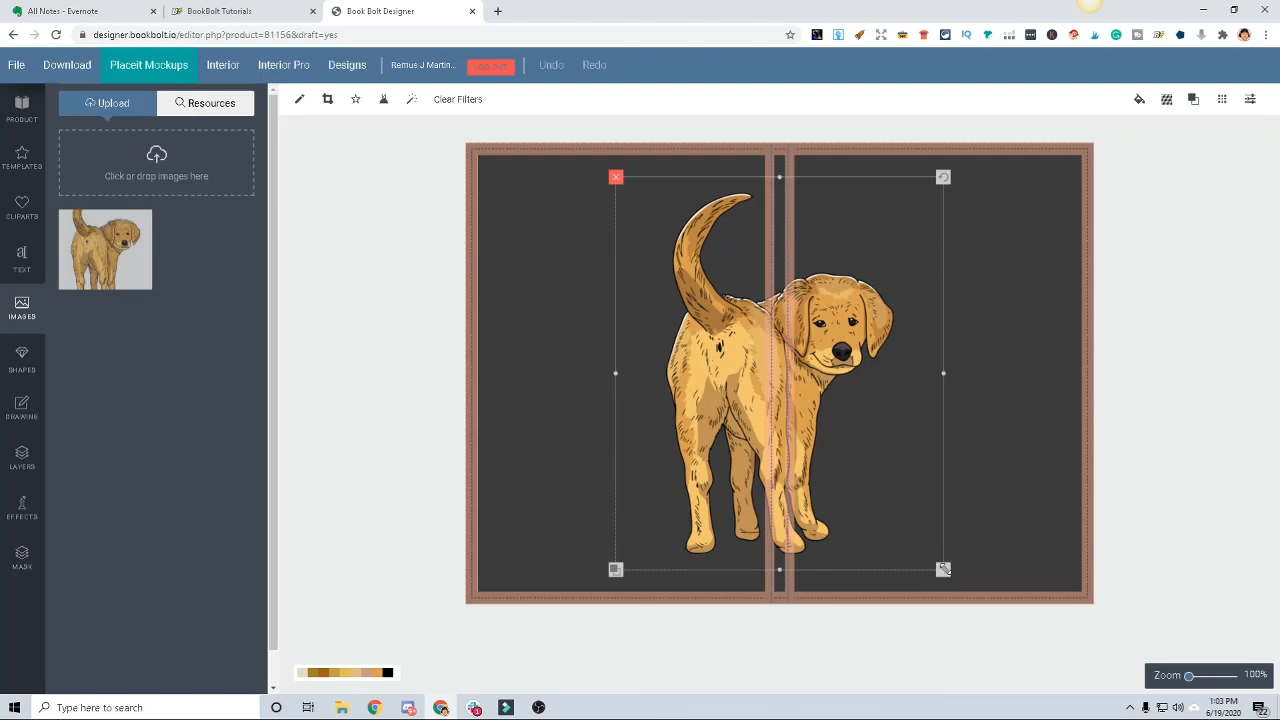 All Notes - Evernote
BookBolt Tutorials
Book Bolt Designer
designer.bookbolt.io/editor.php?product=81156&draft=yes
File
Download
Placeit Mockups
Interior
Interior Pro
Designs
Remus J Martin..
LOG OUT
Undo
Redo
PRODUCT
TEMPLATES
CLIPARTS
TEXT
IMAGES
SHAPES
DRAWING
LAYERS
EFFECTS
MASK
Upload
Resources
Click or drop images here
Clear Filters
Zoom
100%
Type here to search
1:03 PM
6/19/2020